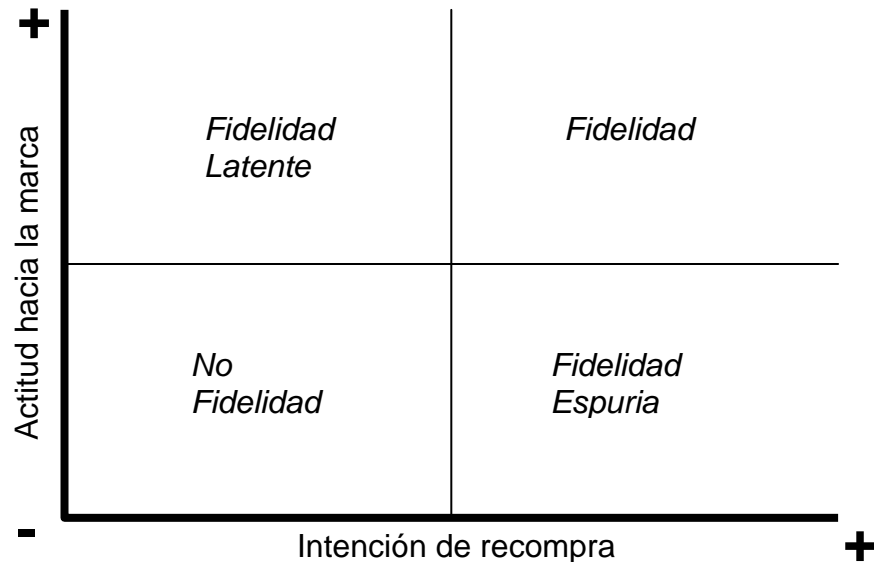 +
Actitud hacia la marca
Fidelidad
Latente
Fidelidad
No
Fidelidad
Fidelidad
Espuria
-
Intención de recompra
+